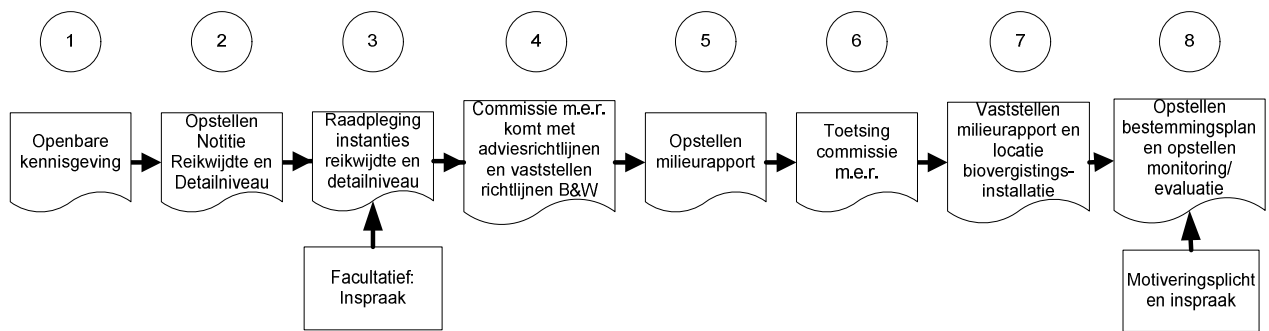 1
2
3
4
5
6
7
8
Openbare
kennisgeving
Opstellen
Notitie
Reikwijdte en
Detailniveau
Raadpleging
instanties
reikwijdte en
detailniveau
Commissie m.e.r.
komt met
adviesrichtlijnen
en vaststellen
richtlijnen B&W
Opstellen
milieurapport
Toetsing
commissie
m.e.r.
Vaststellen
milieurapport en
locatie
biovergistings-
installatie
Opstellen
bestemmingsplan
en opstellen
monitoring/
evaluatie
Facultatief:
Inspraak
Motiveringsplicht
en inspraak